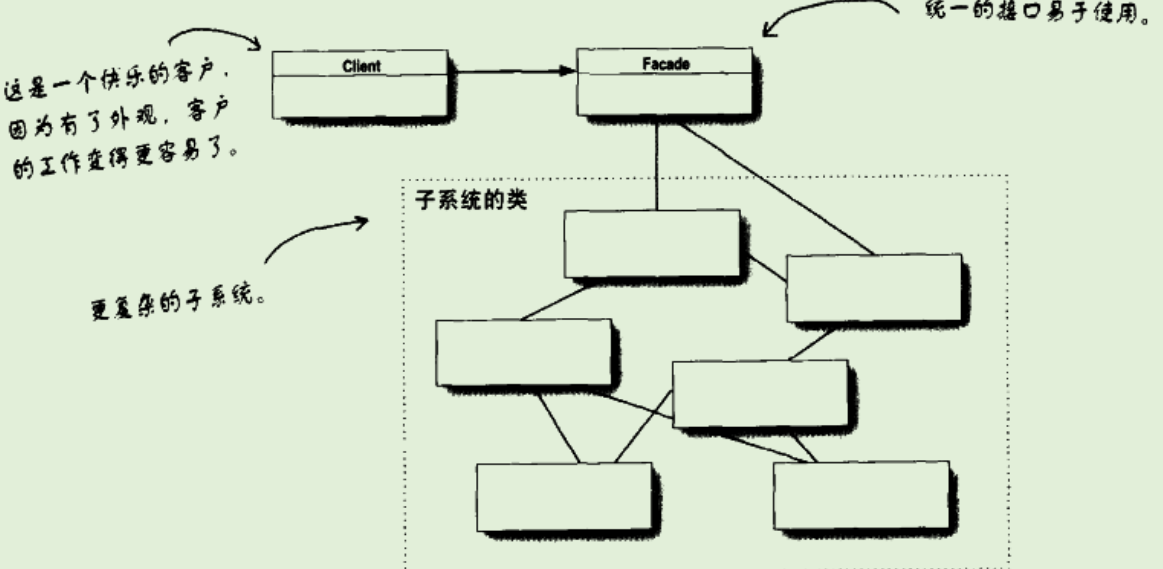 统一的接口易于使用。
Client
Facade
这是一个快乐的客户，
因为有了外观，客户
的工作变得更容易了。
子系统的类
更复杂的子系统。